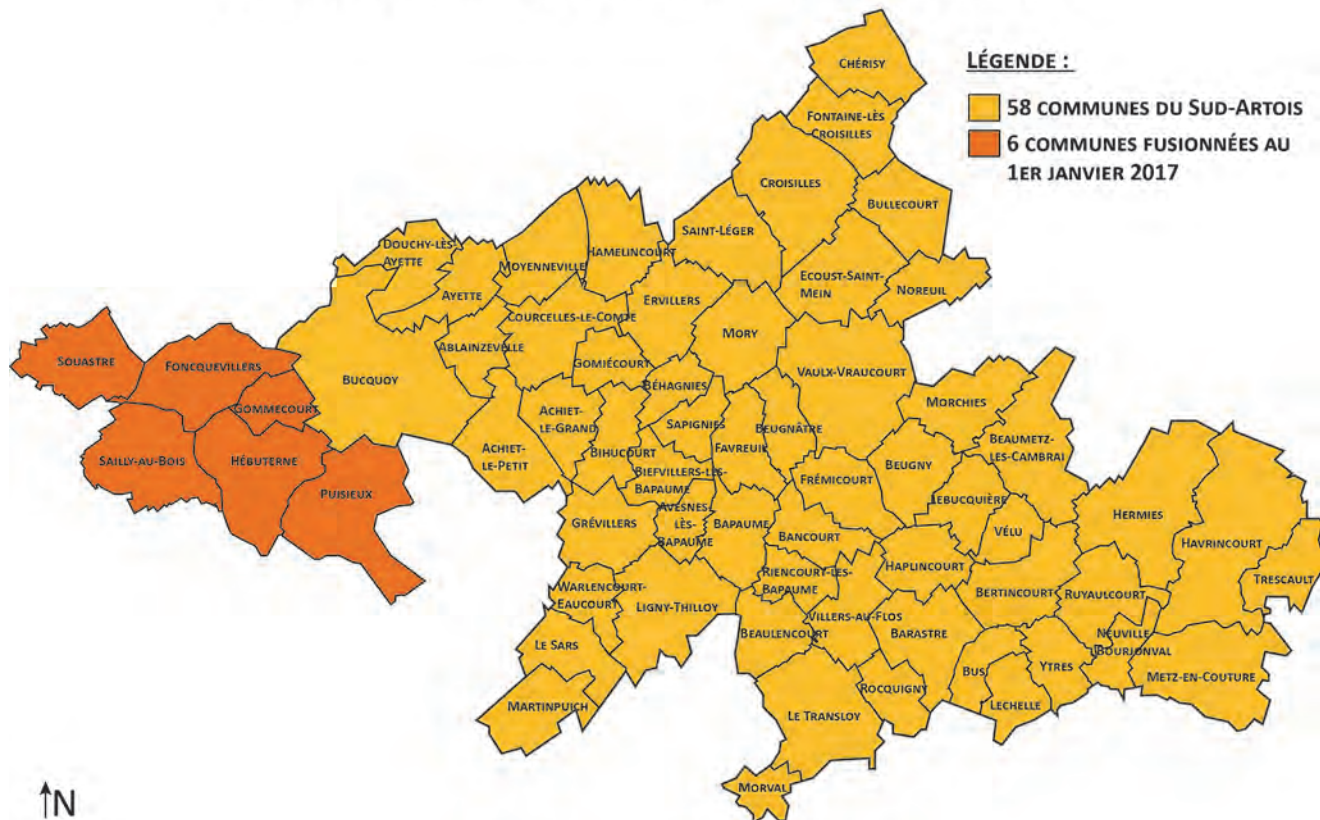 CHÉRISY
LÉGENDE :
58 COMMUNES DU SUD-ARTOIS
6 COMMUNES FUSIONNÉES AU
1ER JANVIER 2017
FONTAINE-LÈS
CROISILLES
CROISILLES
BULLECOURT
SAINT-LÉGER
DOUCHY-LÈS
AYETTE
HAMELINCOURT
MOYENNEVILLE
ECOUST-SAINT-
MEIN
NOREUIL
AYETTE
ERVILLERS
COURCELLES-LE-COMTE
MORY
ABLAINZEVELLE
SOUASTRE
FONCQUEVILLERS
GOMIÉCOURT
VAULX-VRAUCOURT
BUCQUOY
BÉHAGNIES
GOMMECOURT
MORCHIES
ACHIET-
LE-GRAND
SAPIGNIES
BEUGNÂTRE
BEAUMETZ-
LES-CAMBRAI
ACHIET-
LE-PETIT
BIHUCOURT
FAVREUIL
SAILLY-AU-BOIS
HÉBUTERNE
BEUGNY
BIEFVILLERS-LES-
BAPAUME
FRÉMICOURT
PUISIEUX
LEBUCQUIÈRE
AVESNES
LÈS-
BAPAUME
HERMIES
GRÉVILLERS
BAPAUME
VÉLU
BANCOURT
HAVRINCOURT
HAPLINCOURT
RIENCOURT-LES-
BAPAUME
TRESCAULT
WARLENCOURT-
EAUCOURT
BERTINCOURT
RUYAULCOURT
LIGNY-THILLOY
VILLERS-AU-FLOS
BEAULENCOURT
BARASTRE
NEUVILLE
BOURJONVAL
LE SARS
BUS
YTRES
METZ-EN-COUTURE
ROCQUIGNY
LECHELLE
MARTINPUICH
LE TRANSLOY
MORVAL
N